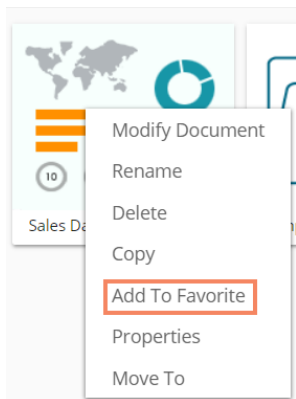 Modify Document
10
Rename
Delete
Sales Da
Copy
Add To Favorite
Properties
Move To